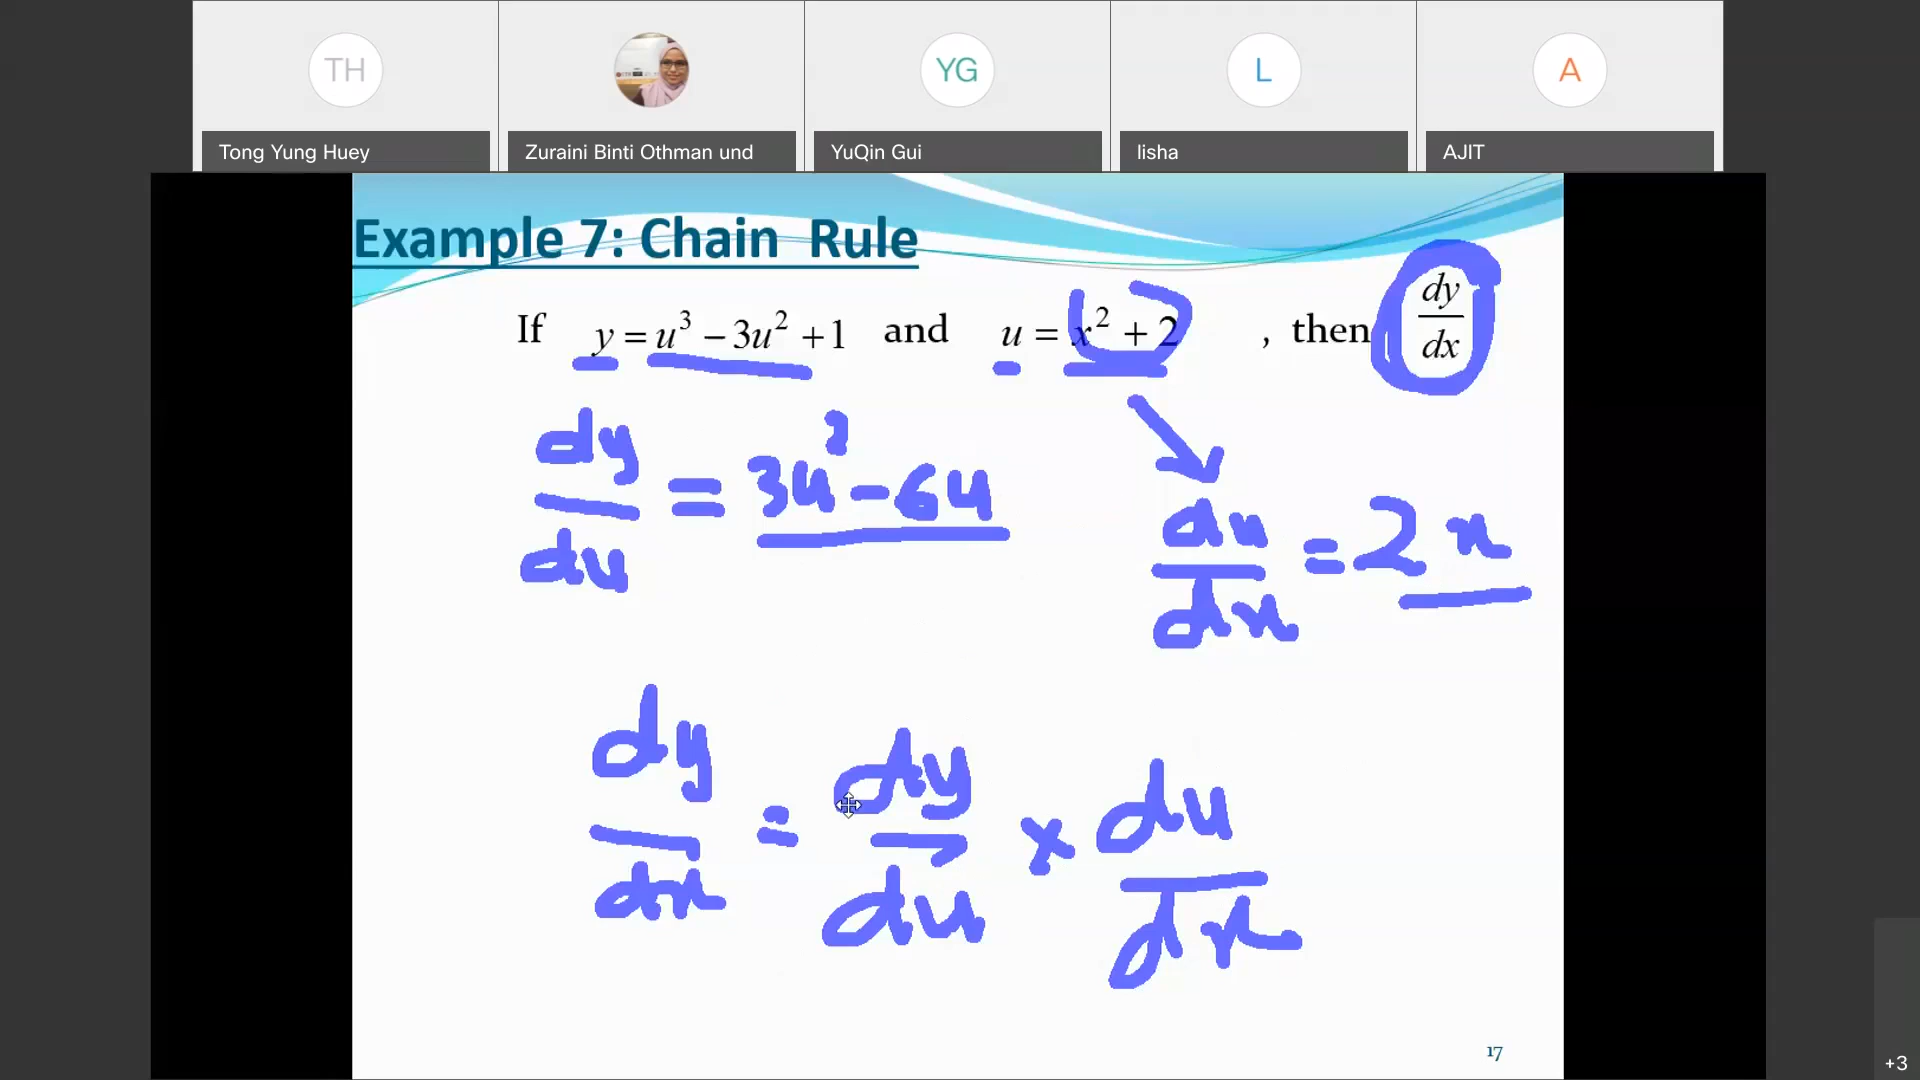 TH
YG
L
A
Tong Yung Huey
Zuraini Binti Othman und
YuQin Gui
lisha
AJIT
Example 7: Chain Rule
If y = u³ − 3u² + 1 and u = x² + 2 , then dy/dx
dy/du = 3u² − 6u
du/dx = 2x
dy/dx = dy/du × du/dx
17
+3